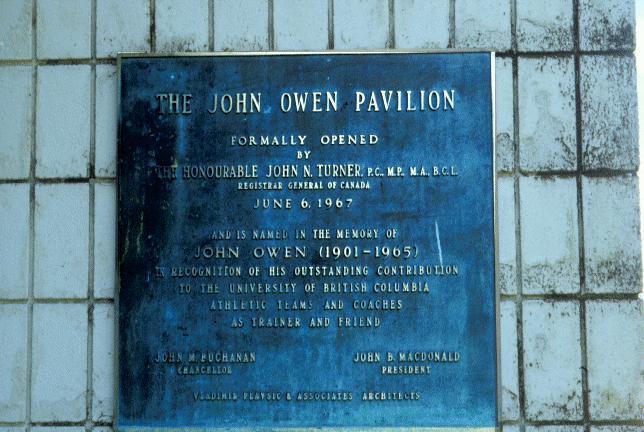 THE JOHN OWEN PAVILION
FORMALLY OPENED
BY
THE HONOURABLE JOHN N. TURNER, P.C., M.P., M.A., B.C.L.
REGISTRAR GENERAL OF CANADA
JUNE 6, 1967
AND IS NAMED IN THE MEMORY OF
JOHN OWEN (1901-1965)
IN RECOGNITION OF HIS OUTSTANDING CONTRIBUTION
TO THE UNIVERSITY OF BRITISH COLUMBIA
ATHLETIC TEAMS AND COACHES
AS TRAINER AND FRIEND
JOHN M. BUCHANAN JOHN B. MACDONALD
CHANCELLOR PRESIDENT
VLADIMIR PLAVSIC & ASSOCIATES ARCHITECTS